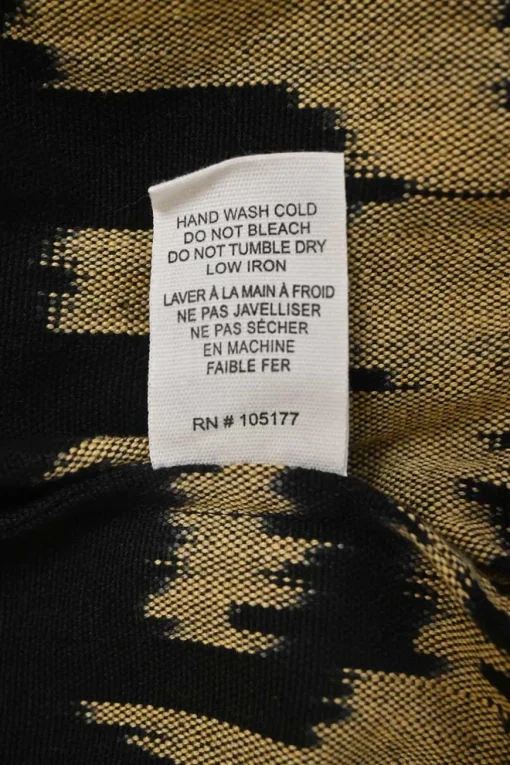 HAND WASH COLD
DO NOT BLEACH
DO NOT TUMBLE DRY
LOW IRON
LAVER À LA MAIN À FROID
NE PAS JAVELLISER
NE PAS SÉCHER
EN MACHINE
FAIBLE FER
RN # 105177